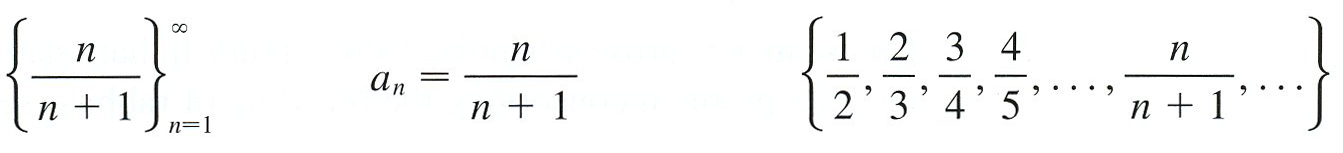 {n/(n + 1)}_{n=1}^{∞} a_n = n/(n + 1) {1/2, 2/3, 3/4, 4/5, . . . , n/(n + 1), . . .}